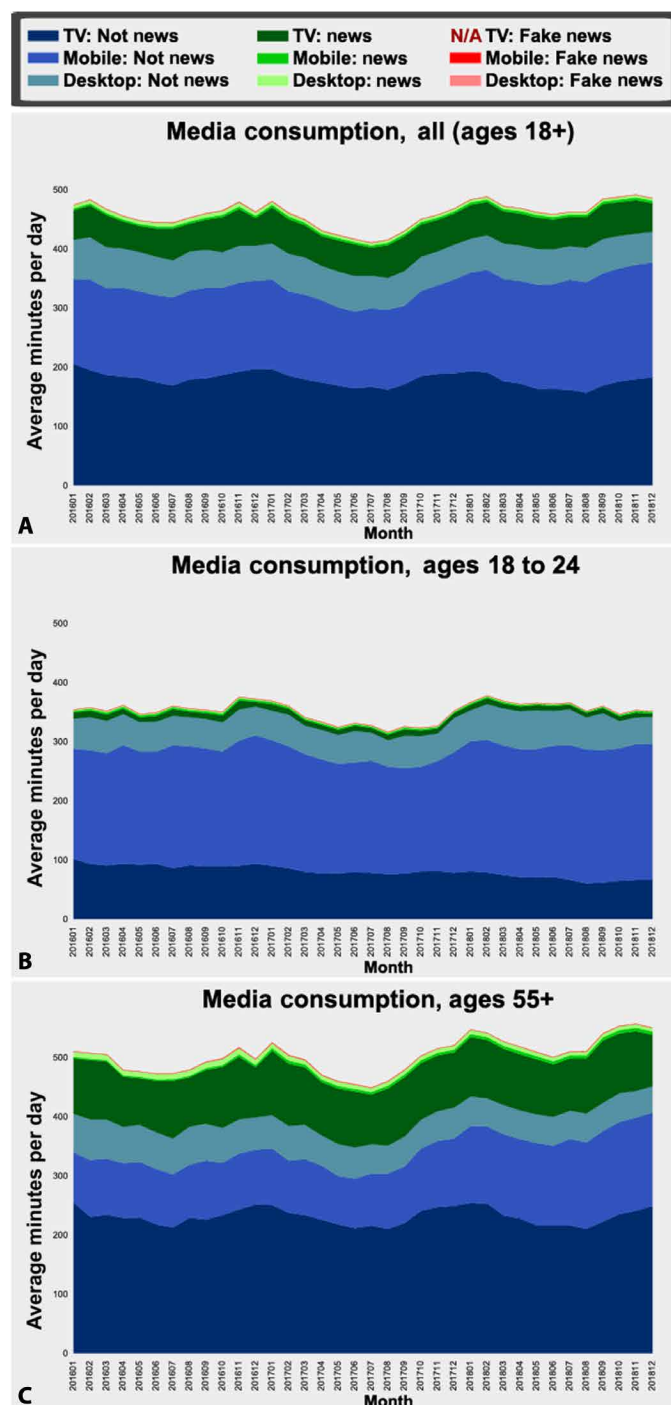 TV: Not news TV: news N/A TV: Fake news
Mobile: Not news Mobile: news Mobile: Fake news
Desktop: Not news Desktop: news Desktop: Fake news
Media consumption, all (ages 18+)
Average minutes per day
500
400
300
200
100
0
201601 201602 201603 201604 201605 201606 201607 201608 201609 201610 201611 201612 201701 201702 201703 201704 201705 201706 201707 201708 201709 201710 201711 201712 201801 201802 201803 201804 201805 201806 201807 201808 201809 201810 201811 201812
A
Month
Media consumption, ages 18 to 24
Average minutes per day
500
400
300
200
100
0
201601 201602 201603 201604 201605 201606 201607 201608 201609 201610 201611 201612 201701 201702 201703 201704 201705 201706 201707 201708 201709 201710 201711 201712 201801 201802 201803 201804 201805 201806 201807 201808 201809 201810 201811 201812
B
Month
Media consumption, ages 55+
Average minutes per day
500
400
300
200
100
0
201601 201602 201603 201604 201605 201606 201607 201608 201609 201610 201611 201612 201701 201702 201703 201704 201705 201706 201707 201708 201709 201710 201711 201712 201801 201802 201803 201804 201805 201806 201807 201808 201809 201810 201811 201812
C
Month